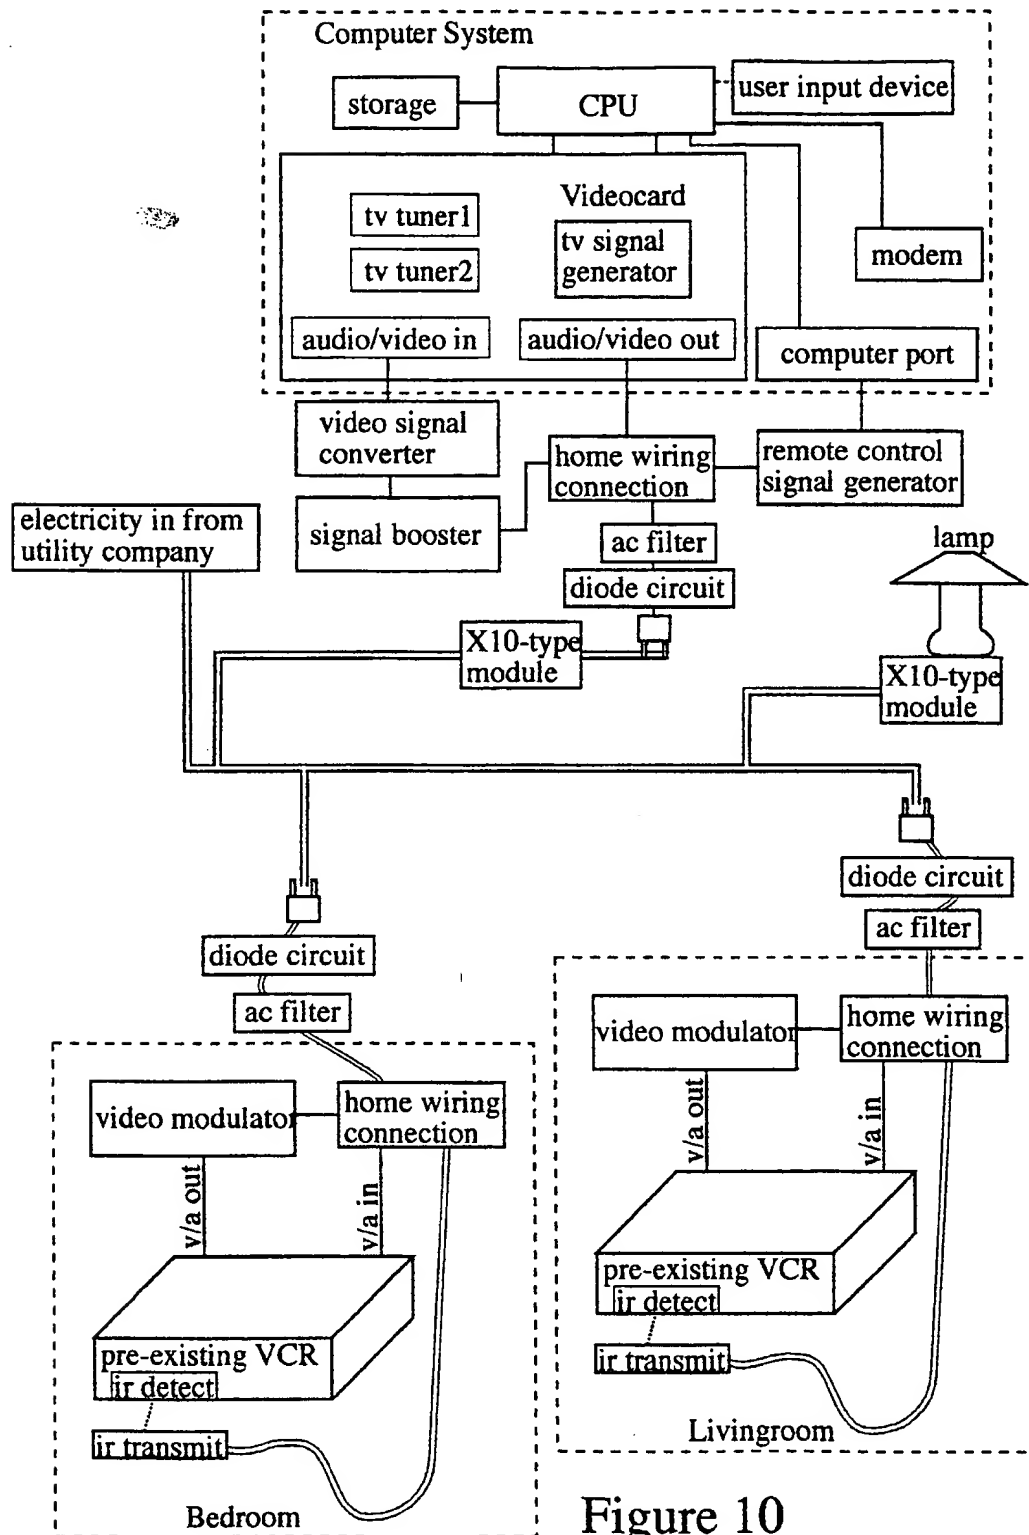 Computer System
storage
CPU
user input device
Videocard
tv tuner1
tv signal
generator
tv tuner2
modem
audio/video in
audio/video out
computer port
video signal
converter
home wiring
connection
remote control
signal generator
electricity in from
utility company
signal booster
ac filter
lamp
diode circuit
X10-type
module
X10-type
module
diode circuit
ac filter
diode circuit
ac filter
video modulator
home wiring
connection
v/a out
v/a in
pre-existing VCR
ir detect
ir transmit
Livingroom
video modulator
home wiring
connection
v/a out
v/a in
pre-existing VCR
ir detect
ir transmit
Bedroom
Figure 10